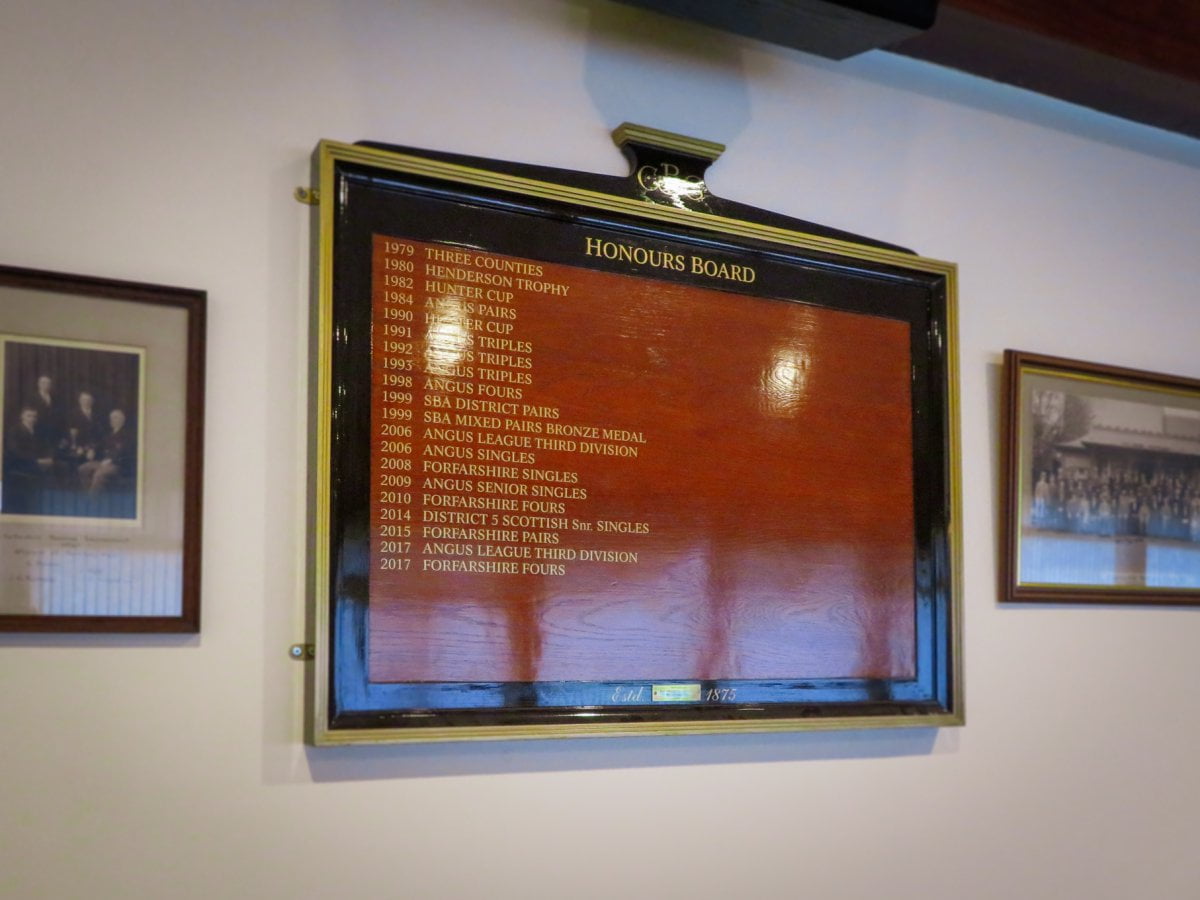 HONOURS BOARD
1979 THREE COUNTIES
1980 HENDERSON TROPHY
1982 HUNTER CUP
1984 ANGUS PAIRS
1990 HUNTER CUP
1991 ANGUS TRIPLES
1992 ANGUS TRIPLES
1993 ANGUS TRIPLES
1998 ANGUS FOURS
1999 SBA DISTRICT PAIRS
1999 SBA MIXED PAIRS BRONZE MEDAL
2006 ANGUS LEAGUE THIRD DIVISION
2006 ANGUS SINGLES
2008 FORFARSHIRE SINGLES
2009 ANGUS SENIOR SINGLES
2010 FORFARSHIRE FOURS
2014 DISTRICT 5 SCOTTISH Snr. SINGLES
2015 FORFARSHIRE PAIRS
2017 ANGUS LEAGUE THIRD DIVISION
2017 FORFARSHIRE FOURS
Estd. 1875